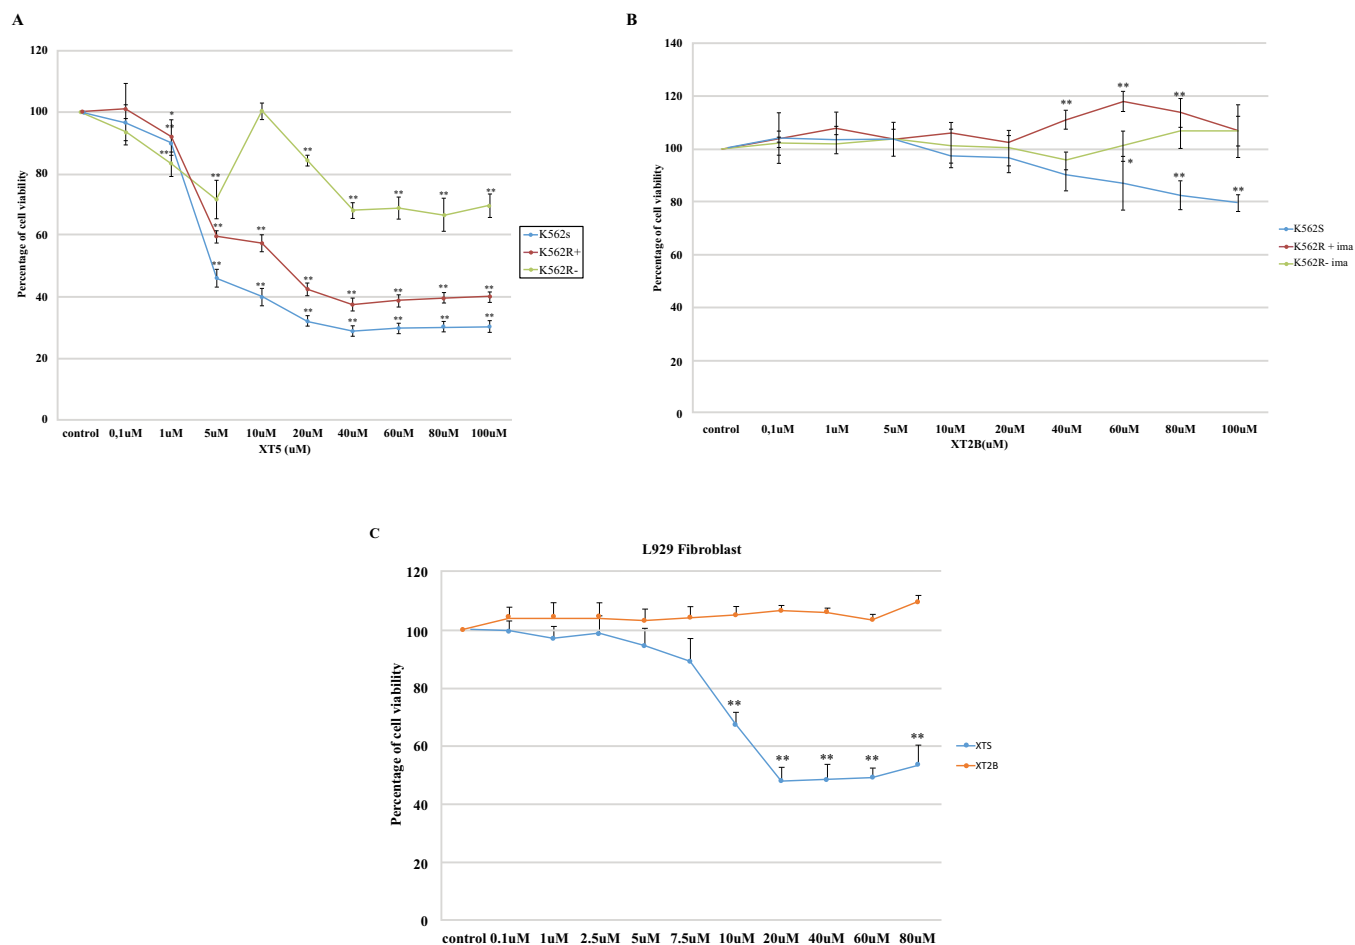 A
Percentage of cell viability
120
100
80
60
40
20
0
* ** ** ** ** ** ** ** ** **
** ** ** ** ** ** **
** ** ** ** ** ** **
control 0,1uM 1uM 5uM 10uM 20uM 40uM 60uM 80uM 100uM
XT5 (uM)
K562s
K562R+
K562R-
B
Percentage of cell viability
140
120
100
80
60
40
20
0
** ** **
* ** **
control 0,1uM 1uM 5uM 10uM 20uM 40uM 60uM 80uM 100uM
XT2B(uM)
K562S
K562R + ima
K562R- ima
C
L929 Fibroblast
Percentage of cell viability
120
100
80
60
40
20
0
** ** ** ** **
control 0.1uM 1uM 2.5uM 5uM 7.5uM 10uM 20uM 40uM 60uM 80uM
XTS
XT2B